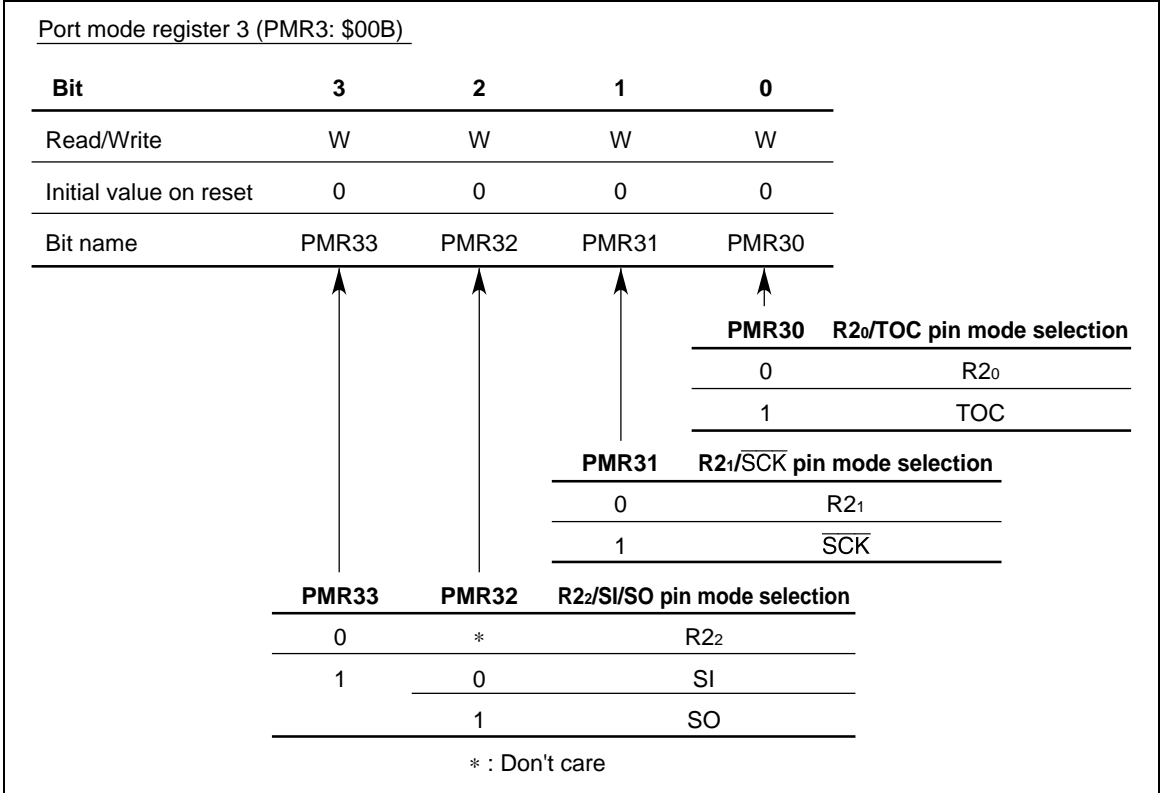 Port mode register 3 (PMR3: $00B)
Bit 3 2 1 0
Read/Write W W W W
Initial value on reset 0 0 0 0
Bit name PMR33 PMR32 PMR31 PMR30
PMR30 R2₀/TOC pin mode selection
0 R2₀
1 TOC
PMR31 R2₁/S̅C̅K̅ pin mode selection
0 R2₁
1 S̅C̅K̅
PMR33 PMR32 R2₂/SI/SO pin mode selection
0 * R2₂
1 0 SI
1 SO
* : Don't care